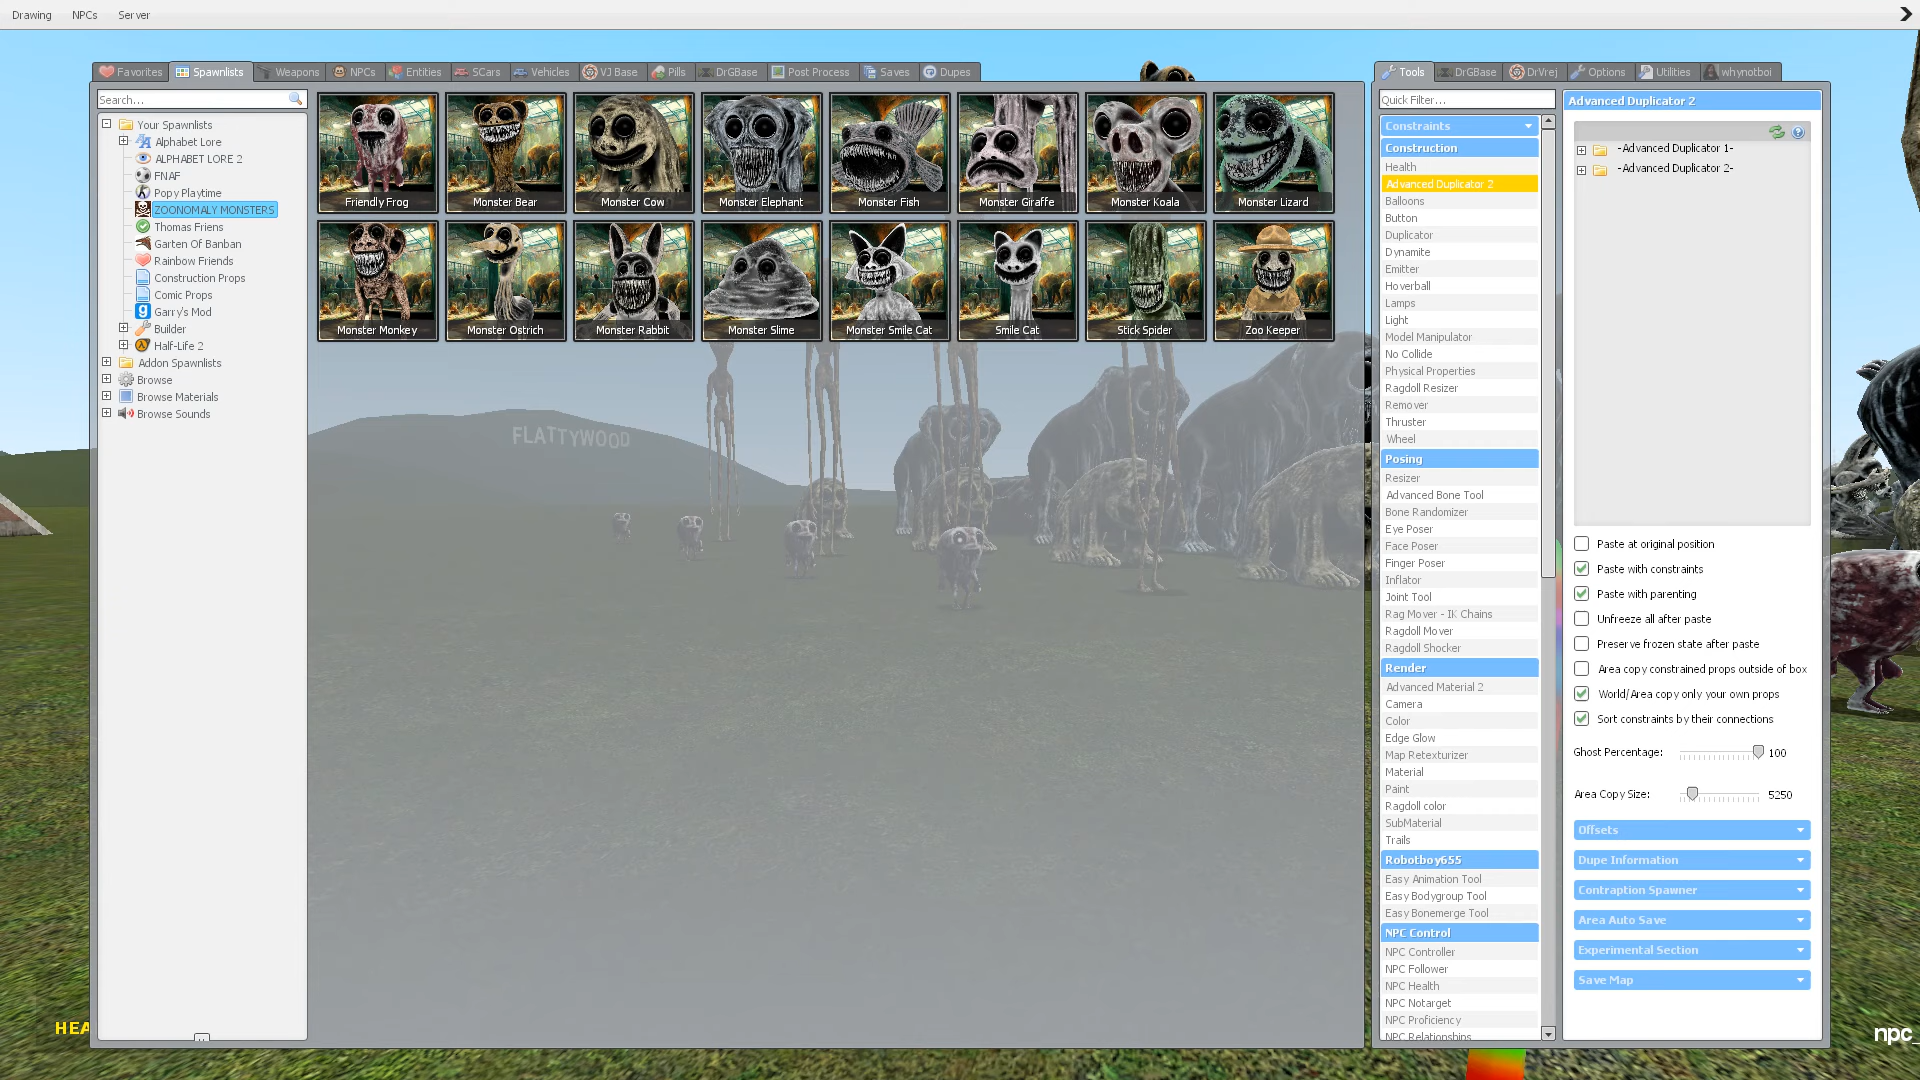 Drawing NPCs Server
Favorites Spawnlists Weapons NPCs Entities SCars Vehicles VJ Base Pills DrGBase Post Process Saves Dupes
Search...
Your Spawnlists
Alphabet Lore
ALPHABET LORE 2
FNAF
Popy Playtime
ZOONOMALY MONSTERS
Thomas Friens
Garten Of Banban
Rainbow Friends
Construction Props
Comic Props
Garry's Mod
Builder
Half-Life 2
Addon Spawnlists
Browse
Browse Materials
Browse Sounds
Friendly Frog Monster Bear Monster Cow Monster Elephant Monster Fish Monster Giraffe Monster Koala Monster Lizard
Monster Monkey Monster Ostrich Monster Rabbit Monster Slime Monster Smile Cat Smile Cat Stick Spider Zoo Keeper
FLATTYWOOD
HEA
Tools DrGBase DrVrej Options Utilities whynotboi
Quick Filter...
Constraints
Construction
Health
Advanced Duplicator 2
Balloons
Button
Duplicator
Dynamite
Emitter
Hoverball
Lamps
Light
Model Manipulator
No Collide
Physical Properties
Ragdoll Resizer
Remover
Thruster
Wheel
Posing
Resizer
Advanced Bone Tool
Bone Randomizer
Eye Poser
Face Poser
Finger Poser
Inflator
Joint Tool
Rag Mover - IK Chains
Ragdoll Mover
Ragdoll Shocker
Render
Advanced Material 2
Camera
Color
Edge Glow
Map Retexturizer
Material
Paint
Ragdoll color
SubMaterial
Trails
Robotboy655
Easy Animation Tool
Easy Bodygroup Tool
Easy Bonemerge Tool
NPC Control
NPC Controller
NPC Follower
NPC Health
NPC Notarget
NPC Proficiency
NPC Relationships
Advanced Duplicator 2
-Advanced Duplicator 1-
-Advanced Duplicator 2-
Paste at original position
Paste with constraints
Paste with parenting
Unfreeze all after paste
Preserve frozen state after paste
Area copy constrained props outside of box
World/Area copy only your own props
Sort constraints by their connections
Ghost Percentage: 100
Area Copy Size: 5250
Offsets
Dupe Information
Contraption Spawner
Area Auto Save
Experimental Section
Save Map
npc_